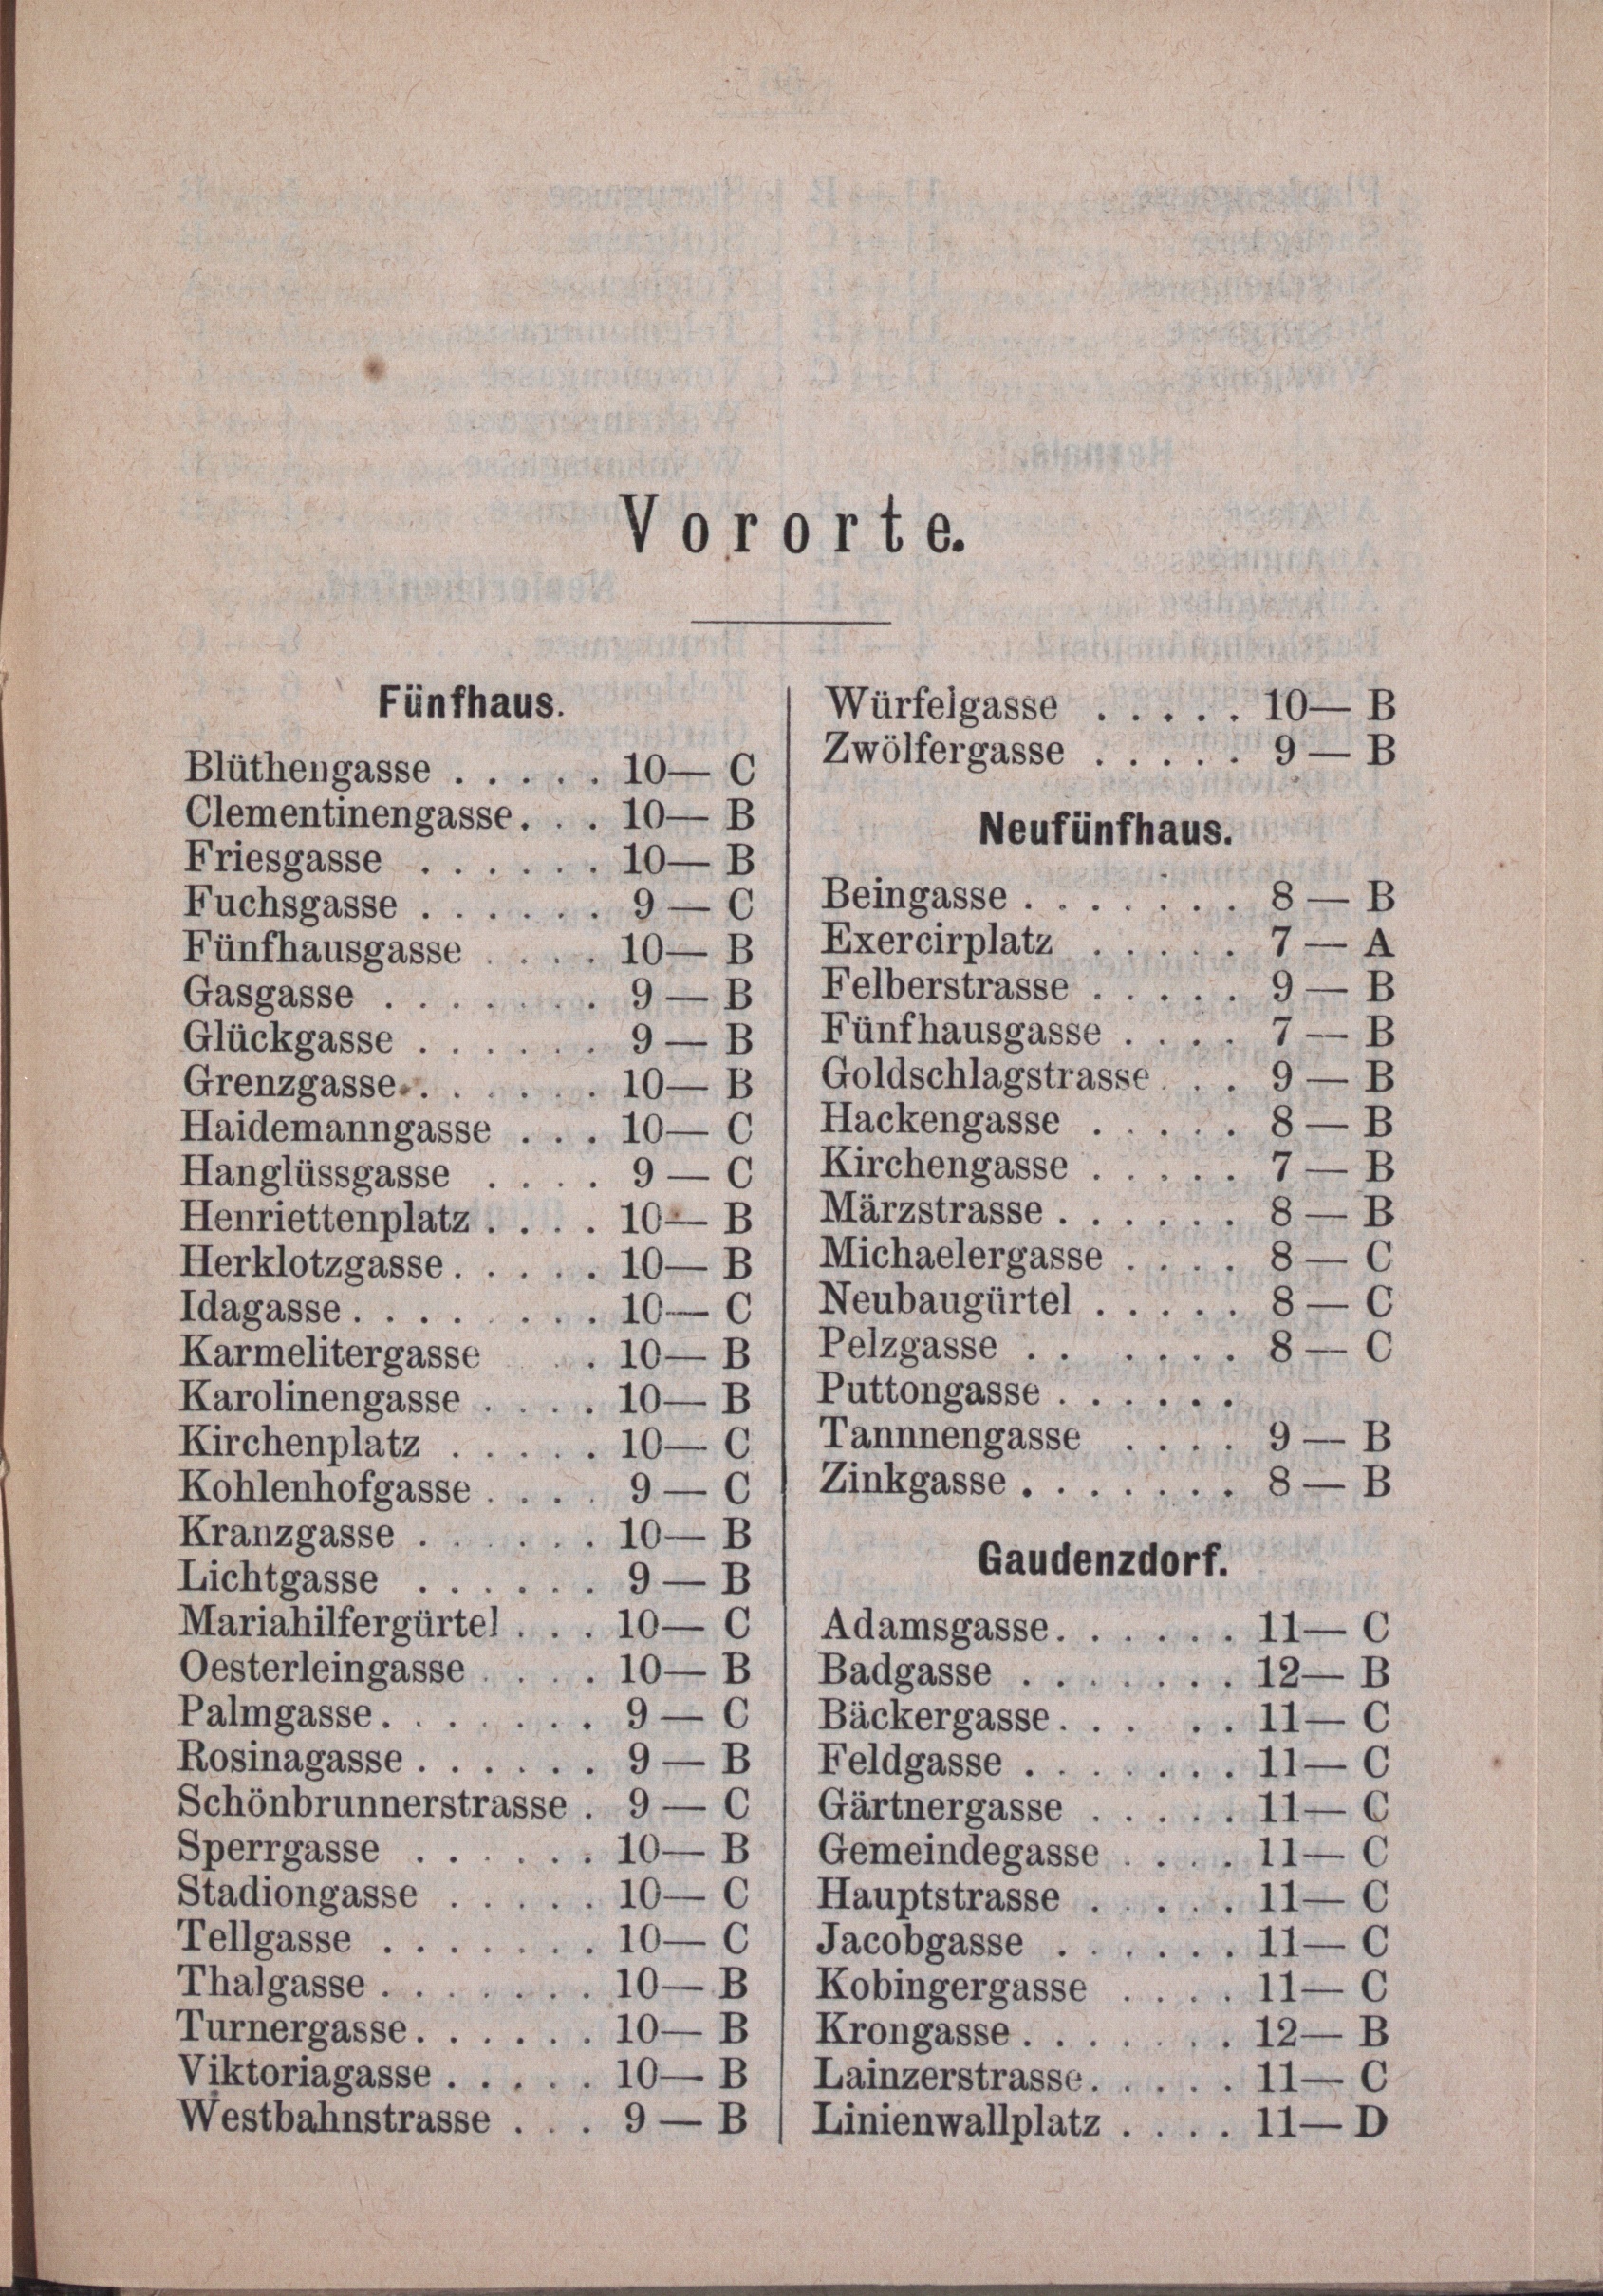 Vororte.
Fünfhaus.
Blüthengasse . . . . . 10— C
Clementinengasse. . . 10— B
Friesgasse . . . . . . 10— B
Fuchsgasse . . . . . . 9 — C
Fünfhausgasse . . . . 10— B
Gasgasse . . . . . . . 9 — B
Glückgasse . . . . . . 9 — B
Grenzgasse. . . . . . . 10— B
Haidemanngasse . . . 10— C
Hanglüssgasse . . . . 9 — C
Henriettenplatz . . . . 10— B
Herklotzgasse. . . . . 10— B
Idagasse. . . . . . . . 10— C
Karmelitergasse . . 10— B
Karolinengasse . . . . 10— B
Kirchenplatz . . . . . 10— C
Kohlenhofgasse . . . . 9 — C
Kranzgasse . . . . . . 10— B
Lichtgasse . . . . . . 9 — B
Mariahilfergürtel . . . 10— C
Oesterleingasse . . . . 10— B
Palmgasse. . . . . . . 9 — C
Rosinagasse . . . . . . 9 — B
Schönbrunnerstrasse . 9 — C
Sperrgasse . . . . . . 10— B
Stadiongasse . . . . . 10— C
Tellgasse . . . . . . . 10— C
Thalgasse . . . . . . . 10— B
Turnergasse. . . . . . 10— B
Viktoriagasse . . . . . 10— B
Westbahnstrasse . . . 9 — B
Würfelgasse . . . . . 10— B
Zwölfergasse . . . . . 9 — B
Neufünfhaus.
Beingasse . . . . . . . 8 — B
Exercirplatz . . . . . 7 — A
Felberstrasse . . . . . 9 — B
Fünfhausgasse . . . . 7 — B
Goldschlagstrasse . . . 9 — B
Hackengasse . . . . . 8 — B
Kirchengasse . . . . . 7 — B
Märzstrasse . . . . . . 8 — B
Michaelergasse . . . . 8 — C
Neubaugürtel . . . . . 8 — C
Pelzgasse . . . . . . 8 — C
Puttongasse . . . . . .
Tannnengasse . . . . 9 — B
Zinkgasse . . . . . . . 8 — B
Gaudenzdorf.
Adamsgasse. . . . . . 11— C
Badgasse . . . . . . . 12— B
Bäckergasse. . . . . 11— C
Feldgasse . . . . . . . 11— C
Gärtnergasse . . . . . 11— C
Gemeindegasse . . . . 11— C
Hauptstrasse . . . . . 11— C
Jacobgasse . . . . . . 11— C
Kobingergasse . . . . 11— C
Krongasse . . . . . . . 12— B
Lainzerstrasse. . . . . 11— C
Linienwallplatz . . . . 11— D